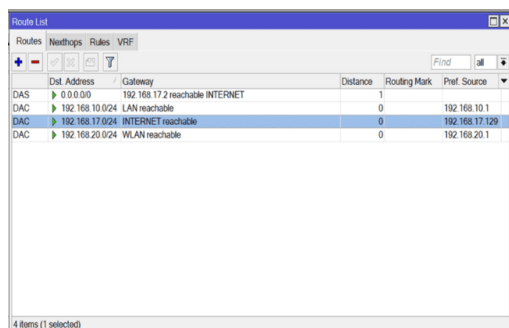 Route List
Routes Nexthops Rules VRF
Find all
Dst. Address Gateway Distance Routing Mark Pref. Source
DAS 0.0.0.0/0 192.168.17.2 reachable INTERNET 1
DAC 192.168.10.0/24 LAN reachable 0 192.168.10.1
DAC 192.168.17.0/24 INTERNET reachable 0 192.168.17.129
DAC 192.168.20.0/24 WLAN reachable 0 192.168.20.1
4 items (1 selected)